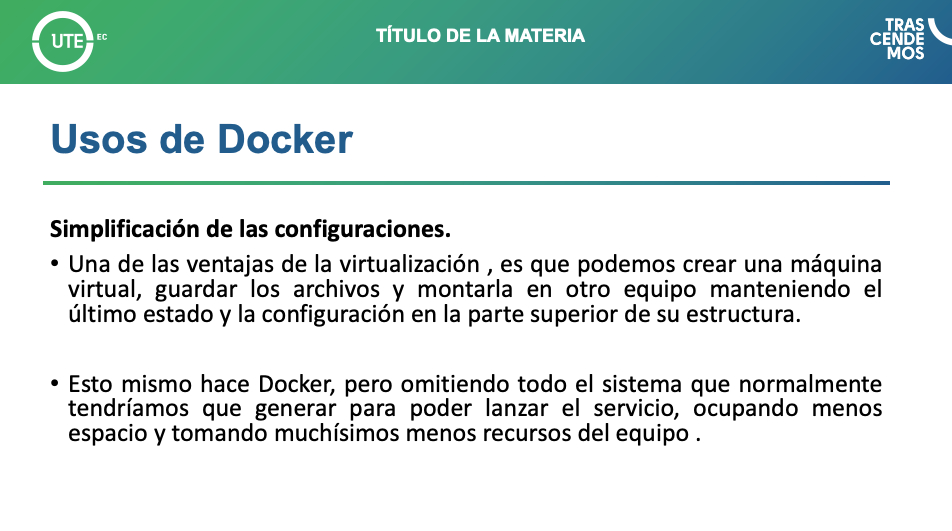 UTE EC
TÍTULO DE LA MATERIA
TRAS
CENDE
MOS
Usos de Docker
Simplificación de las configuraciones.
• Una de las ventajas de la virtualización , es que podemos crear una máquina
virtual, guardar los archivos y montarla en otro equipo manteniendo el
último estado y la configuración en la parte superior de su estructura.
• Esto mismo hace Docker, pero omitiendo todo el sistema que normalmente
tendríamos que generar para poder lanzar el servicio, ocupando menos
espacio y tomando muchísimos menos recursos del equipo .